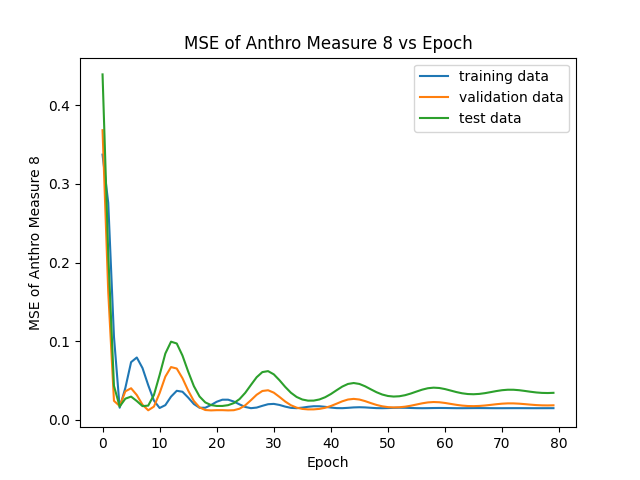 MSE of Anthro Measure 8 vs Epoch
training data
validation data
test data
MSE of Anthro Measure 8
0.4
0.3
0.2
0.1
0.0
0 10 20 30 40 50 60 70 80
Epoch